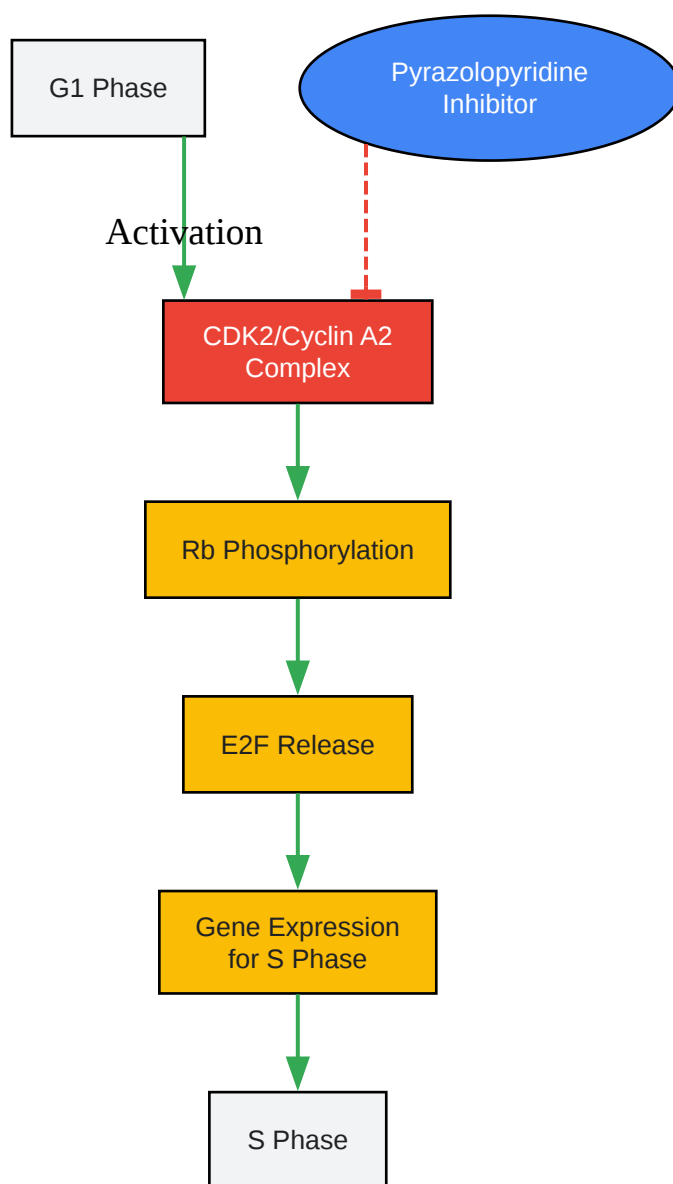 G1 Phase
Pyrazolopyridine
Inhibitor
Activation
CDK2/Cyclin A2
Complex
Rb Phosphorylation
E2F Release
Gene Expression
for S Phase
S Phase